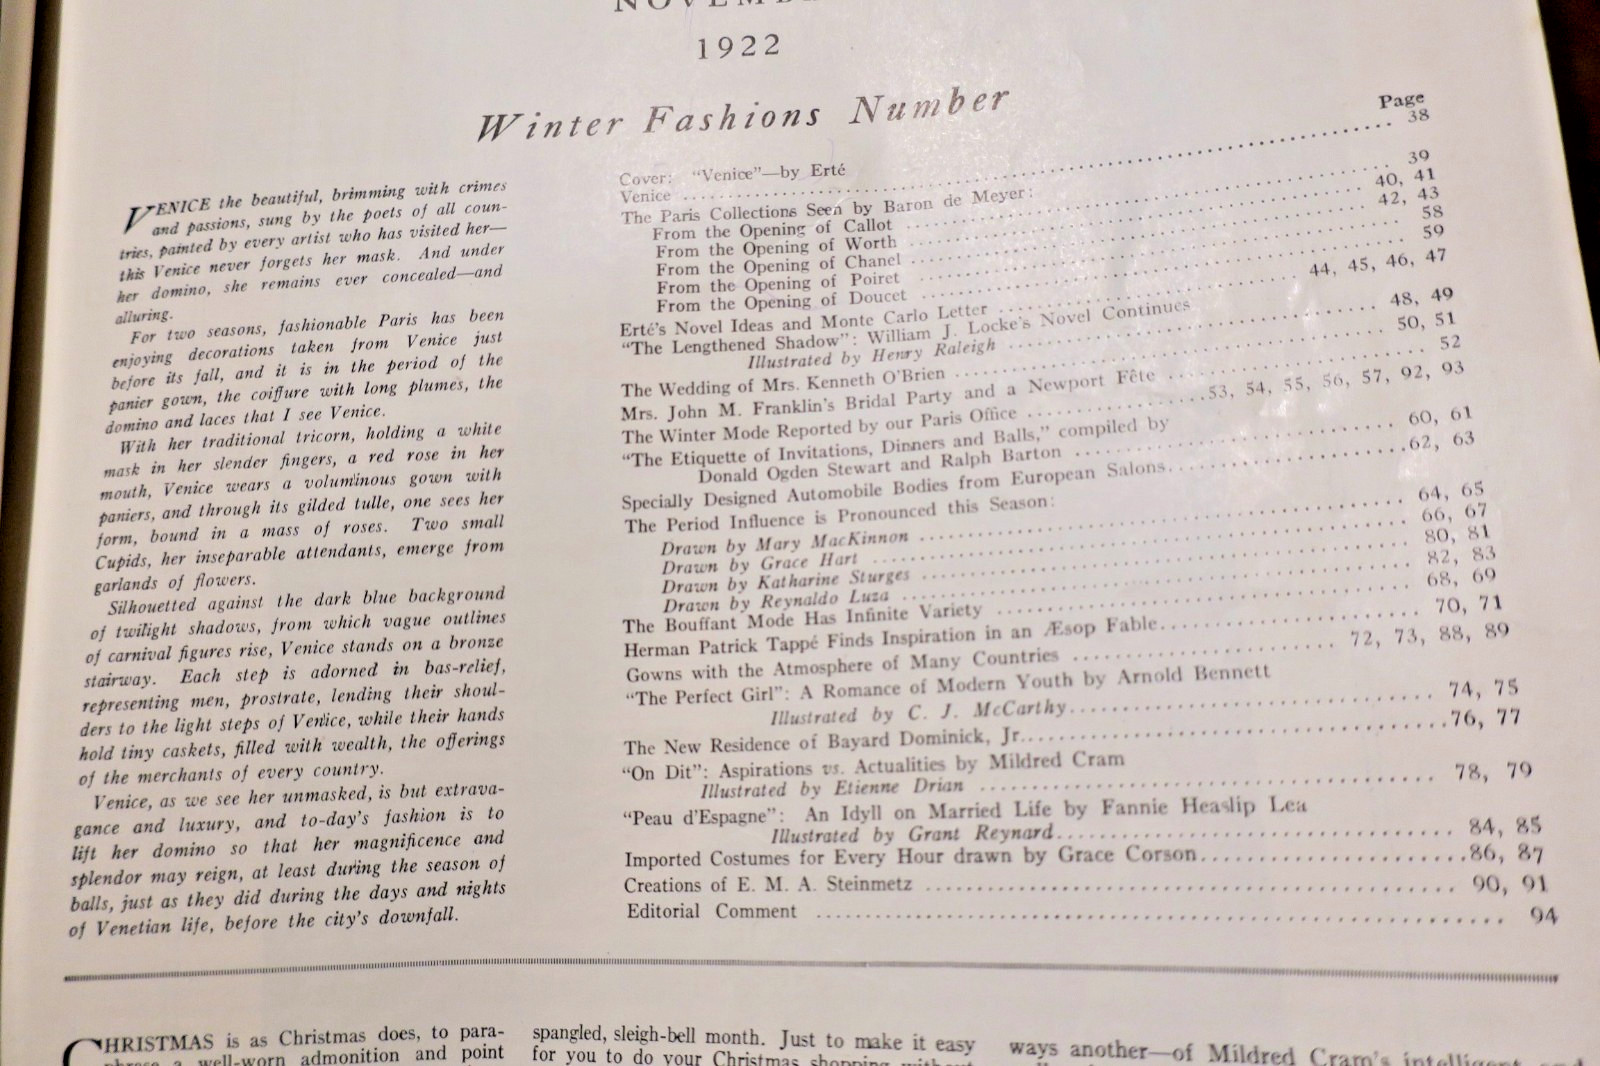 1922
Winter Fashions Number
VENICE the beautiful, brimming with crimes
and passions, sung by the poets of all coun-
tries, painted by every artist who has visited her—
this Venice never forgets her mask. And under
her domino, she remains ever concealed—and
alluring.
For two seasons, fashionable Paris has been
enjoying decorations taken from Venice just
before its fall, and it is in the period of the
panier gown, the coiffure with long plumes, the
domino and laces that I see Venice.
With her traditional tricorn, holding a white
mask in her slender fingers, a red rose in her
mouth, Venice wears a voluminous gown with
paniers, and through its gilded tulle, one sees her
form, bound in a mass of roses. Two small
Cupids, her inseparable attendants, emerge from
garlands of flowers.
Silhouetted against the dark blue background
of twilight shadows, from which vague outlines
of carnival figures rise, Venice stands on a bronze
stairway. Each step is adorned in bas-relief,
representing men, prostrate, lending their shoul-
ders to the light steps of Venice, while their hands
hold tiny caskets, filled with wealth, the offerings
of the merchants of every country.
Venice, as we see her unmasked, is but extrava-
gance and luxury, and to-day's fashion is to
lift her domino so that her magnificence and
splendor may reign, at least during the season of
balls, just as they did during the days and nights
of Venetian life, before the city's downfall.
Page
Cover: "Venice"—by Erté
Venice ........ 38
The Paris Collections Seen by Baron de Meyer:
From the Opening of Callot ........ 39
From the Opening of Worth ........ 40, 41
From the Opening of Chanel ........ 42, 43
From the Opening of Poiret ........ 58
From the Opening of Doucet ........ 59
Erté's Novel Ideas and Monte Carlo Letter ........ 44, 45, 46, 47
"The Lengthened Shadow": William J. Locke's Novel Continues
Illustrated by Henry Raleigh ........ 48, 49
The Wedding of Mrs. Kenneth O'Brien ........ 50, 51
Mrs. John M. Franklin's Bridal Party and a Newport Fête ........ 52
The Winter Mode Reported by our Paris Office ........ 53, 54, 55, 56, 57, 92, 93
"The Etiquette of Invitations, Dinners and Balls," compiled by
Donald Ogden Stewart and Ralph Barton ........ 60, 61
Specially Designed Automobile Bodies from European Salons ........ 62, 63
The Period Influence is Pronounced this Season:
Drawn by Mary MacKinnon ........ 64, 65
Drawn by Grace Hart ........ 66, 67
Drawn by Katharine Sturges ........ 80, 81
Drawn by Reynaldo Luza ........ 82, 83
The Bouffant Mode Has Infinite Variety ........ 68, 69
Herman Patrick Tappé Finds Inspiration in an Æsop Fable ........ 70, 71
Gowns with the Atmosphere of Many Countries ........ 72, 73, 88, 89
"The Perfect Girl": A Romance of Modern Youth by Arnold Bennett
Illustrated by C. J. McCarthy ........ 74, 75
The New Residence of Bayard Dominick, Jr. ........ 76, 77
"On Dit": Aspirations vs. Actualities by Mildred Cram
Illustrated by Etienne Drian ........ 78, 79
"Peau d'Espagne": An Idyll on Married Life by Fannie Heaslip Lea
Illustrated by Grant Reynard ........ 84, 85
Imported Costumes for Every Hour drawn by Grace Corson ........ 86, 87
Creations of E. M. A. Steinmetz ........ 90, 91
Editorial Comment ........ 94
CHRISTMAS is as Christmas does, to para-
phrase a well-worn admonition and point
spangled, sleigh-bell month. Just to make it easy
for you to do your Christmas shopping without
ways another—of Mildred Cram's intelligent and